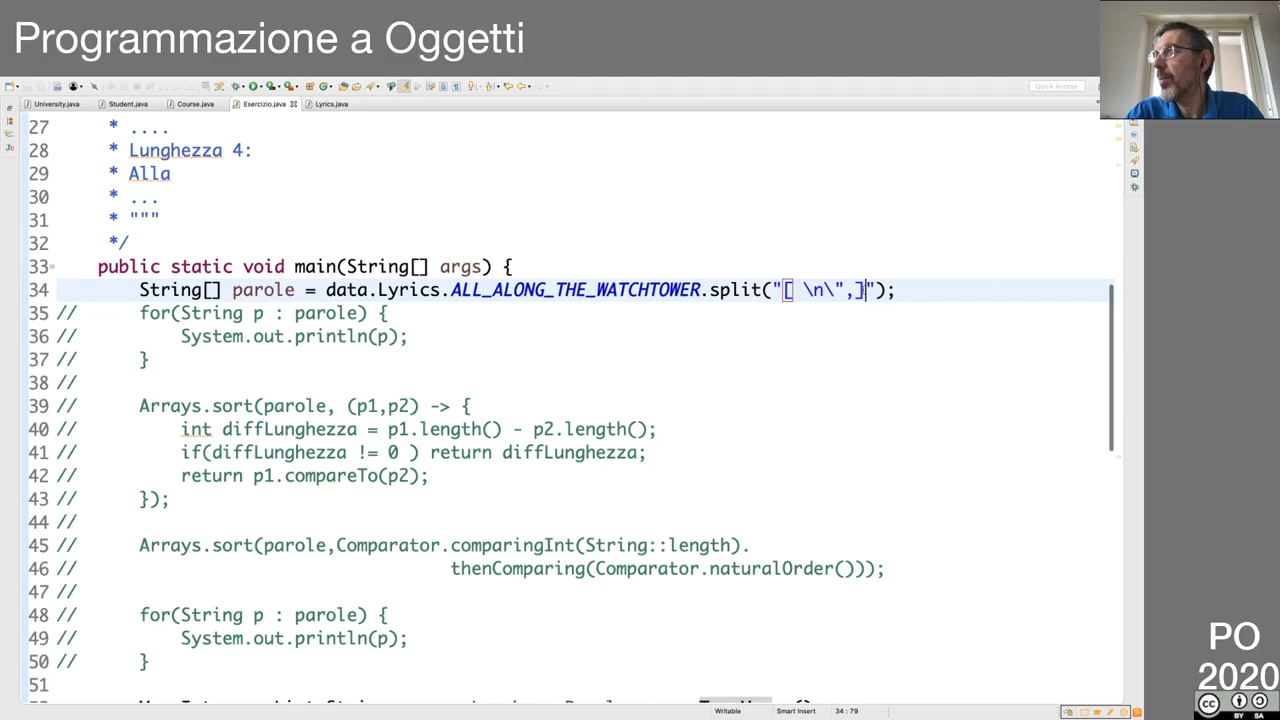 Programmazione a Oggetti
Quick Access
University.java
Student.java
Course.java
Esercizio.java
Lyrics.java
27 * ....
28 * Lunghezza 4:
29 * Alla
30 * ...
31 * """
32 */
33 public static void main(String[] args) {
34 String[] parole = data.Lyrics.ALL_ALONG_THE_WATCHTOWER.split("[ \n\",]");
35 // for(String p : parole) {
36 // System.out.println(p);
37 // }
38 //
39 // Arrays.sort(parole, (p1,p2) -> {
40 // int diffLunghezza = p1.length() - p2.length();
41 // if(diffLunghezza != 0 ) return diffLunghezza;
42 // return p1.compareTo(p2);
43 // });
44 //
45 // Arrays.sort(parole,Comparator.comparingInt(String::length).
46 // thenComparing(Comparator.naturalOrder()));
47 //
48 // for(String p : parole) {
49 // System.out.println(p);
50 // }
51
Writable Smart Insert 34 : 79
PO
2020
cc BY SA